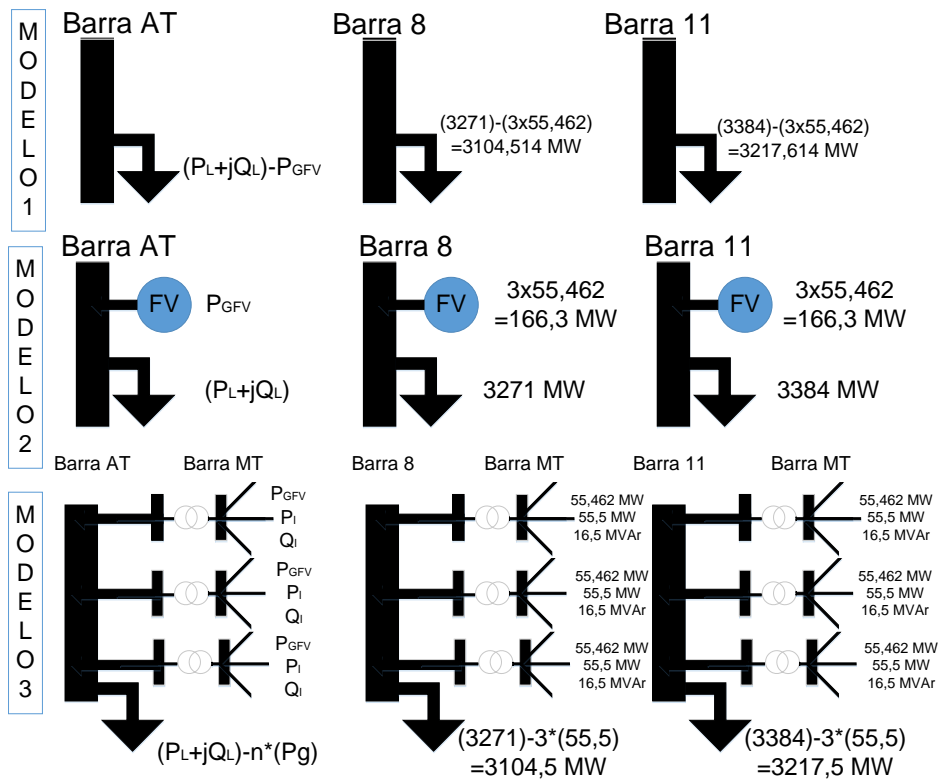 MODELO1
Barra AT
Barra 8
Barra 11
(PL+jQL)-PGFV
(3271)-(3x55,462)
=3104,514 MW
(3384)-(3x55,462)
=3217,614 MW
MODELO2
Barra AT
Barra 8
Barra 11
FV
PGFV
FV
3x55,462
=166,3 MW
FV
3x55,462
=166,3 MW
(PL+jQL)
3271 MW
3384 MW
MODELO3
Barra AT
Barra MT
Barra 8
Barra MT
Barra 11
Barra MT
PGFV
PI
QI
55,462 MW
55,5 MW
16,5 MVAr
55,462 MW
55,5 MW
16,5 MVAr
PGFV
PI
QI
55,462 MW
55,5 MW
16,5 MVAr
55,462 MW
55,5 MW
16,5 MVAr
PGFV
PI
QI
55,462 MW
55,5 MW
16,5 MVAr
55,462 MW
55,5 MW
16,5 MVAr
(PL+jQL)-n*(Pg)
(3271)-3*(55,5)
=3104,5 MW
(3384)-3*(55,5)
=3217,5 MW